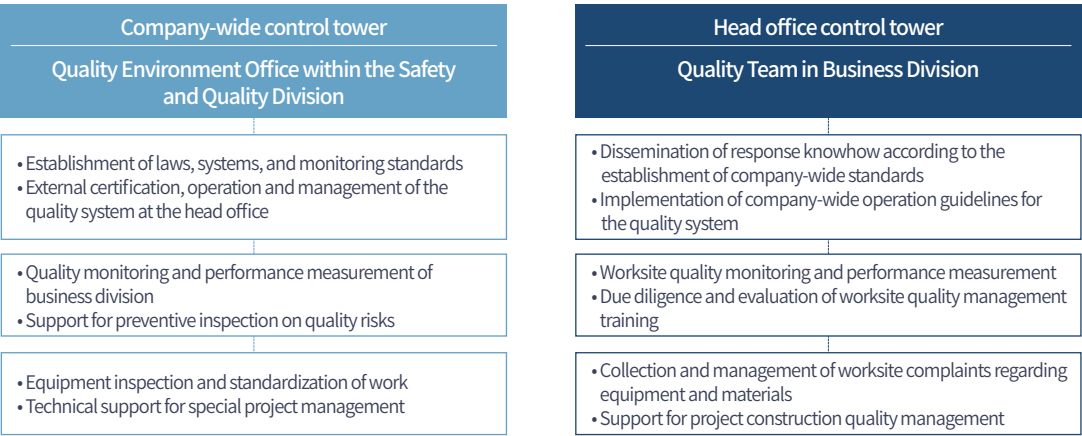 Company-wide control tower
Quality Environment Office within the Safety
and Quality Division
• Establishment of laws, systems, and monitoring standards
• External certification, operation and management of the
quality system at the head office
• Quality monitoring and performance measurement of
business division
• Support for preventive inspection on quality risks
• Equipment inspection and standardization of work
• Technical support for special project management
Head office control tower
Quality Team in Business Division
• Dissemination of response knowhow according to the
establishment of company-wide standards
• Implementation of company-wide operation guidelines for
the quality system
• Worksite quality monitoring and performance measurement
• Due diligence and evaluation of worksite quality management
training
• Collection and management of worksite complaints regarding
equipment and materials
• Support for project construction quality management